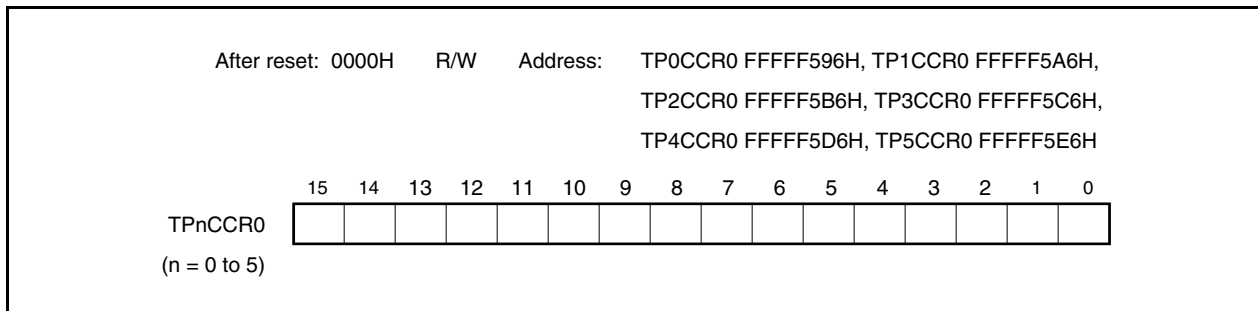 After reset: 0000H R/W Address: TP0CCR0 FFFFF596H, TP1CCR0 FFFFF5A6H,
TP2CCR0 FFFFF5B6H, TP3CCR0 FFFFF5C6H,
TP4CCR0 FFFFF5D6H, TP5CCR0 FFFFF5E6H
15 14 13 12 11 10 9 8 7 6 5 4 3 2 1 0
TPnCCR0
(n = 0 to 5)